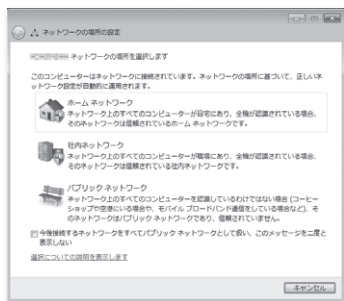 ネットワークの場所の設定
ネットワークの場所を選択します
このコンピューターはネットワークに接続されています。ネットワークの場所に基づいて、正しいネ
ットワーク設定が自動的に適用されます。
ホーム ネットワーク
ネットワーク上のすべてのコンピューターが自宅にあり、全機が認識されている場合、
そのネットワークは信頼されているホーム ネットワークです。
社内ネットワーク
ネットワーク上のすべてのコンピューターが職場にあり、全機が認識されている場合、
そのネットワークは信頼されている社内ネットワークです。
パブリック ネットワーク
ネットワーク上のすべてのコンピューターを認識しているわけではない場合 (コーヒー
ショップや空港にいる場合や、モバイル ブロードバンド通信をしている場合など)、そ
のネットワークはパブリック ネットワークであり、信頼されていません。
今後接続するネットワークをすべてパブリック ネットワークとして扱い、このメッセージを二度と
表示しない
選択についての説明を表示します
キャンセル